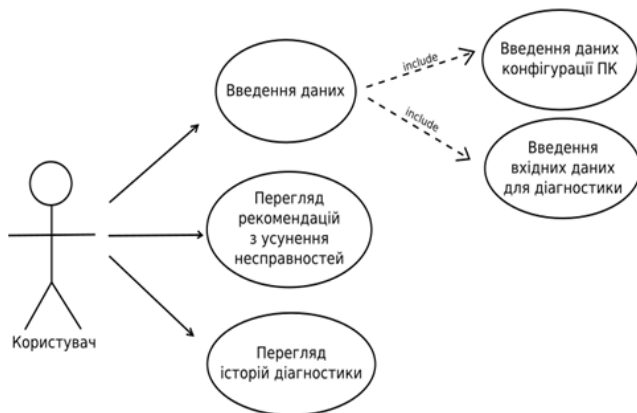 Введення даних
include
Введення даних
конфігурації ПК
include
Введення
вхідних даних
для діагностики
Перегляд
рекомендацій
з усунення
несправностей
Користувач
Перегляд
історій діагностики